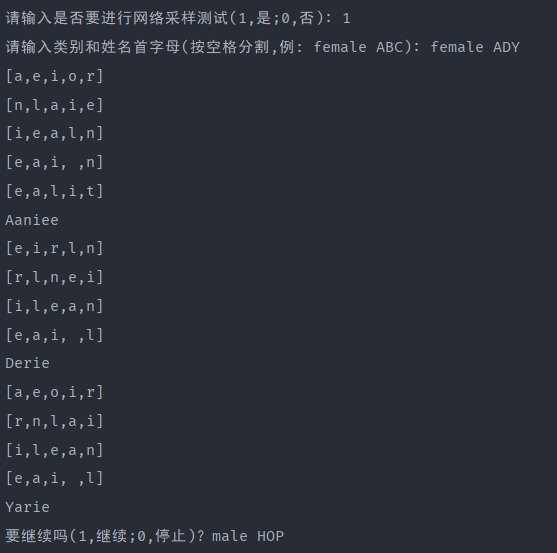 请输入是否要进行网络采样测试(1,是;0,否): 1
请输入类别和姓名首字母(按空格分割,例: female ABC): female ADY
[a,e,i,o,r]
[n,l,a,i,e]
[i,e,a,l,n]
[e,a,i, ,n]
[e,a,l,i,t]
Aaniee
[e,i,r,l,n]
[r,l,n,e,i]
[i,l,e,a,n]
[e,a,i, ,l]
Derie
[a,e,o,i,r]
[r,n,l,a,i]
[i,l,e,a,n]
[e,a,i, ,l]
Yarie
要继续吗(1,继续;0,停止)? male HOP